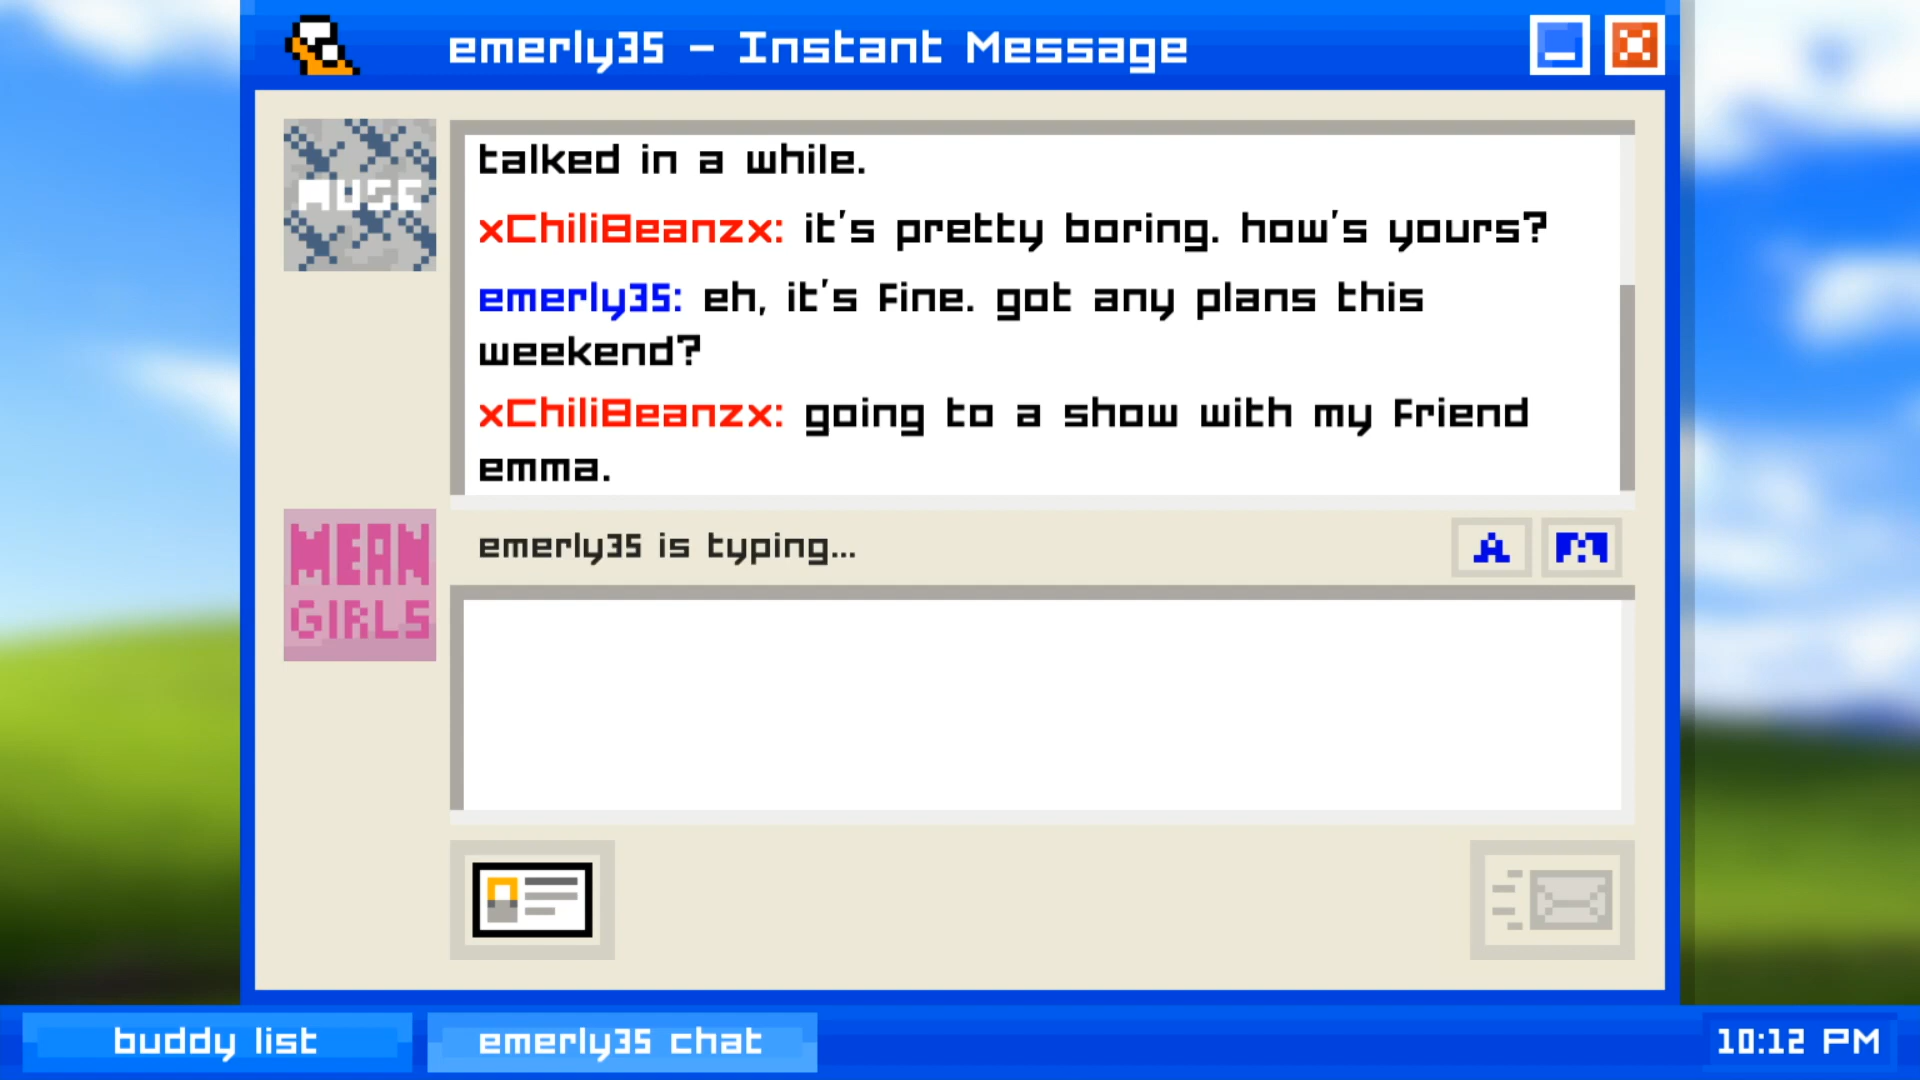 emerly35 - Instant Message
MUSE
talked in a while.
xChiliBeanzx: it's pretty boring. how's yours?
emerly35: eh, it's fine. got any plans this
weekend?
xChiliBeanzx: going to a show with my friend
emma.
MEAN
GIRLS
emerly35 is typing...
A
buddy list
emerly35 chat
10:12 PM